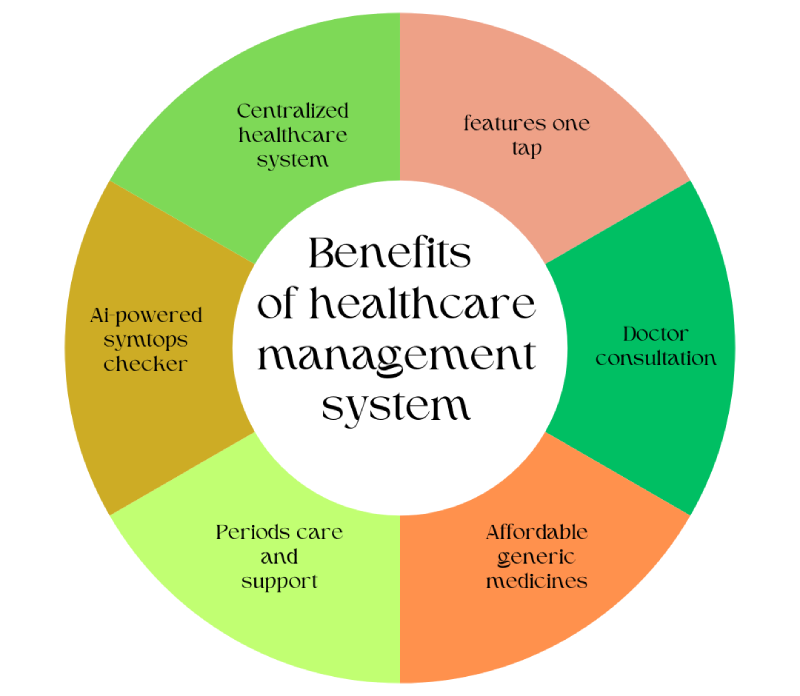 Benefits
of healthcare
management
system
features one
tap
Doctor
consultation
Affordable
generic
medicines
Periods care
and
support
Ai-powered
symtops
checker
Centralized
healthcare
system